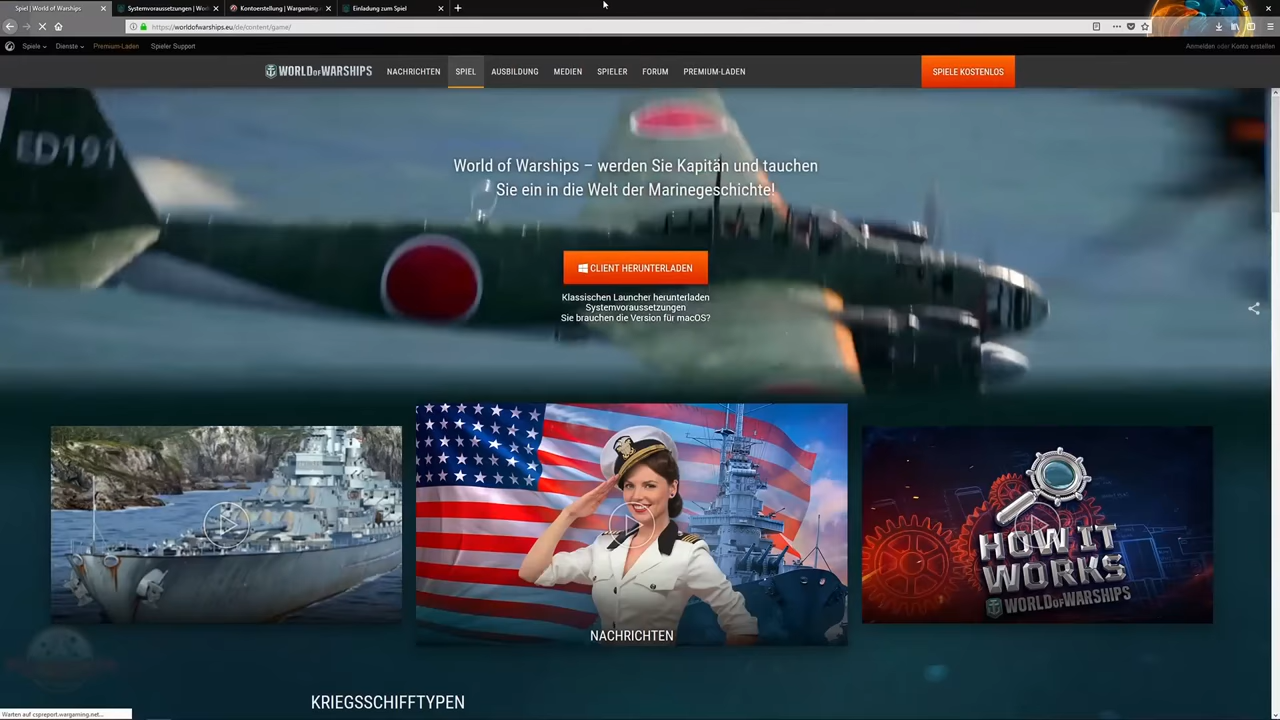 Spiel | World of Warships
Systemvoraussetzungen | Worl
Kontoerstellung | Wargaming
Einladung zum Spiel
https://worldofwarships.eu/de/content/game/
Spiele
Dienste
Premium-Laden
Spieler Support
Anmelden oder Konto erstellen
WORLD OF WARSHIPS
NACHRICHTEN
SPIEL
AUSBILDUNG
MEDIEN
SPIELER
FORUM
PREMIUM-LADEN
SPIELE KOSTENLOS
ED191
World of Warships – werden Sie Kapitän und tauchen
Sie ein in die Welt der Marinegeschichte!
CLIENT HERUNTERLADEN
Klassischen Launcher herunterladen
Systemvoraussetzungen
Sie brauchen die Version für macOS?
HOW IT
WORKS
WORLD OF WARSHIPS
NACHRICHTEN
KRIEGSSCHIFFTYPEN
Warten auf cspreport.wargaming.net...